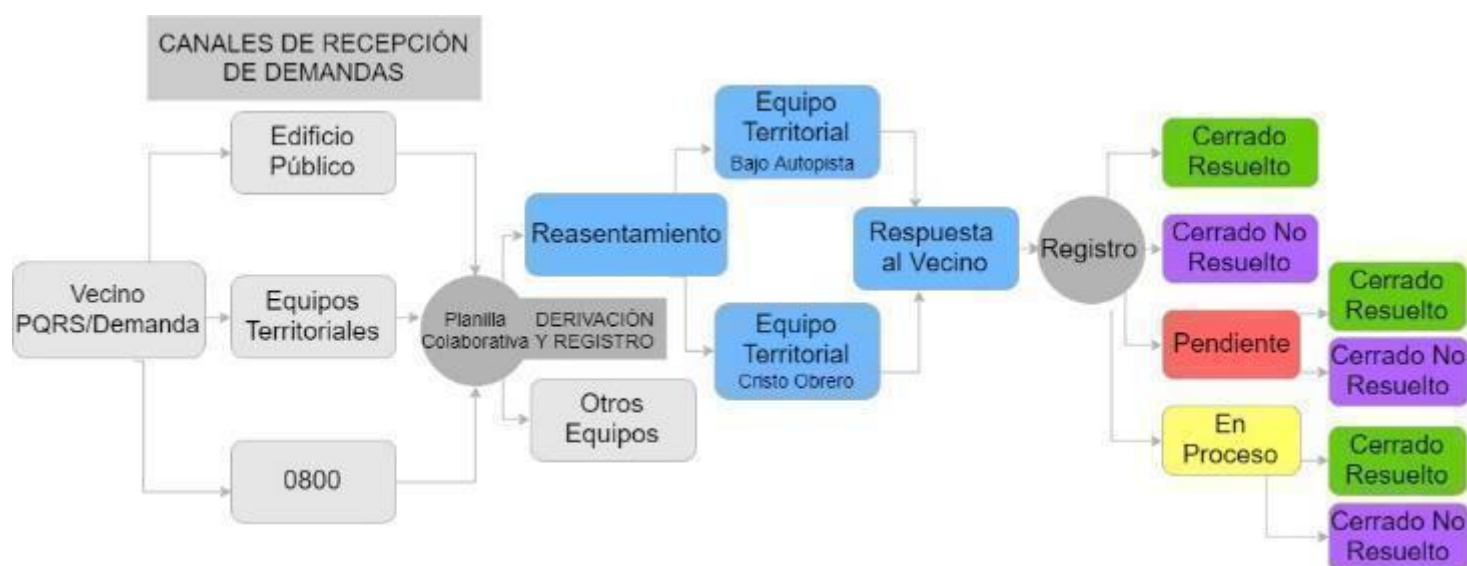 CANALES DE RECEPCIÓN
DE DEMANDAS
Vecino
PQRS/Demanda
Edificio
Público
Equipos
Territoriales
0800
Planilla
Colaborativa
DERIVACIÓN
Y REGISTRO
Reasentamiento
Otros
Equipos
Equipo
Territorial
Bajo Autopista
Equipo
Territorial
Cristo Obrero
Respuesta
al Vecino
Registro
Cerrado
Resuelto
Cerrado No
Resuelto
Pendiente
Cerrado
Resuelto
Cerrado No
Resuelto
En
Proceso
Cerrado
Resuelto
Cerrado No
Resuelto